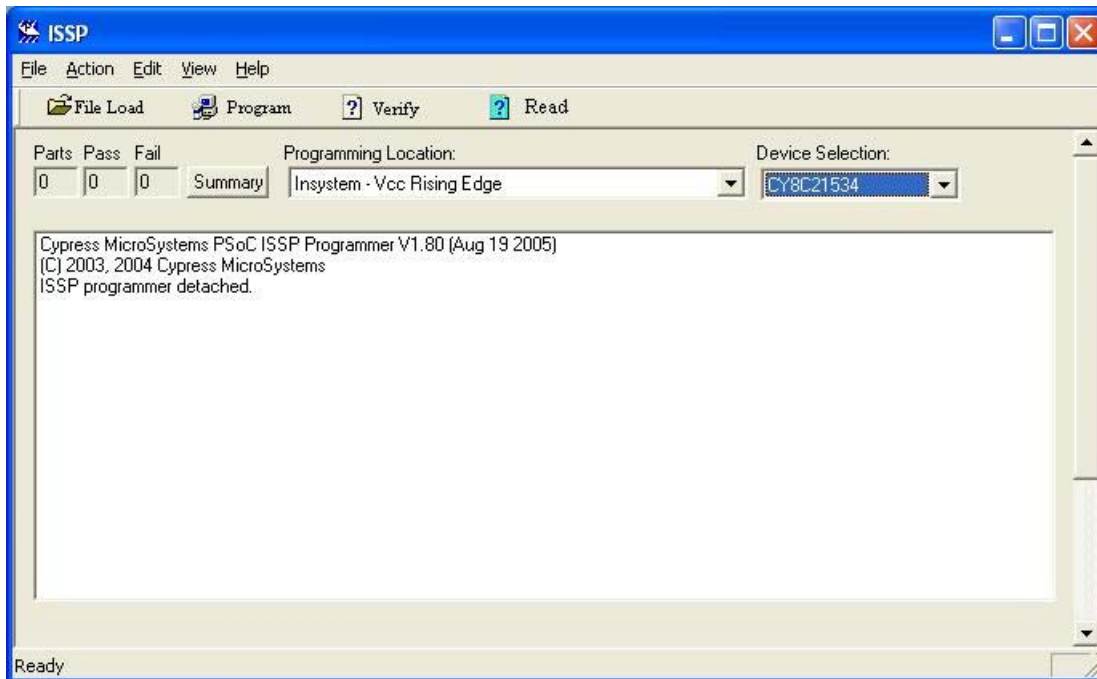 ISSP
File Action Edit View Help
File Load Program Verify Read
Parts Pass Fail Programming Location: Device Selection:
0 0 0 Summary Insystem - Vcc Rising Edge CY8C21534
Cypress MicroSystems PSoC ISSP Programmer V1.80 (Aug 19 2005)
(C) 2003, 2004 Cypress MicroSystems
ISSP programmer detached.
Ready